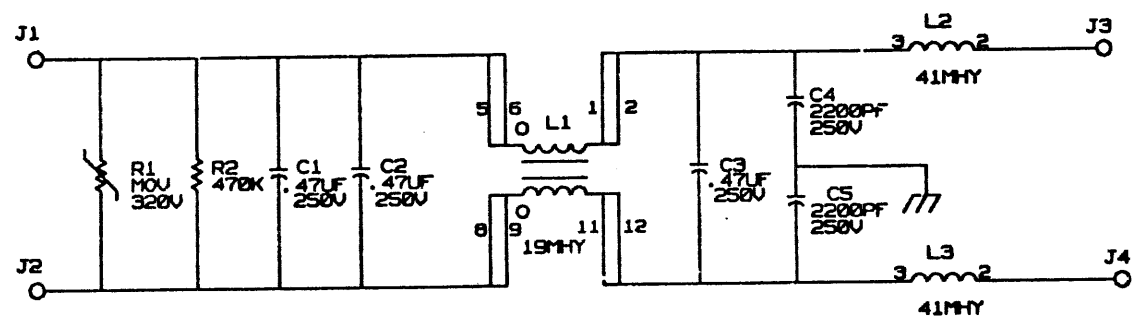 J1
L2
J3
3
2
41MHY
5
6
1
2
C4
2200Pf
250V
L1
R1
MOV
320V
R2
470K
C1
.47UF
250V
C2
.47UF
250V
C3
.47UF
250V
C5
2200Pf
250V
8
9
11
12
19MHY
J2
L3
J4
3
2
41MHY